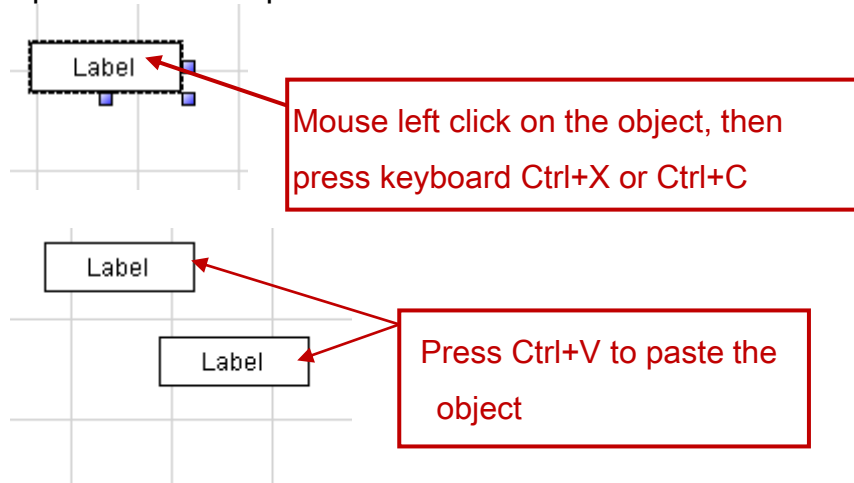 Label
Mouse left click on the object, then
press keyboard Ctrl+X or Ctrl+C
Label
Label
Press Ctrl+V to paste the
object